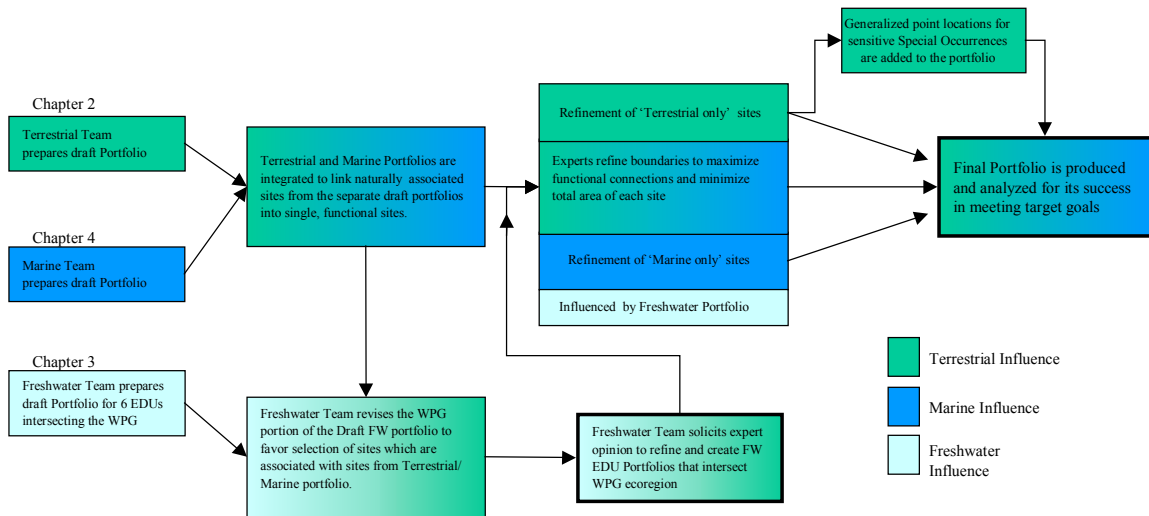 Generalized point locations for
sensitive Special Occurrences
are added to the portfolio
Chapter 2
Terrestrial Team
prepares draft Portfolio
Chapter 4
Marine Team
prepares draft Portfolio
Terrestrial and Marine Portfolios are
integrated to link naturally associated
sites from the separate draft portfolios
into single, functional sites.
Refinement of ‘Terrestrial only’ sites
Experts refine boundaries to maximize
functional connections and minimize
total area of each site
Refinement of ‘Marine only’ sites
Influenced by Freshwater Portfolio
Final Portfolio is produced
and analyzed for its success
in meeting target goals
Chapter 3
Freshwater Team prepares
draft Portfolio for 6 EDUs
intersecting the WPG
Freshwater Team revises the WPG
portion of the Draft FW portfolio to
favor selection of sites which are
associated with sites from Terrestrial/
Marine portfolio.
Freshwater Team solicits expert
opinion to refine and create FW
EDU Portfolios that intersect
WPG ecoregion
Terrestrial Influence
Marine Influence
Freshwater
Influence